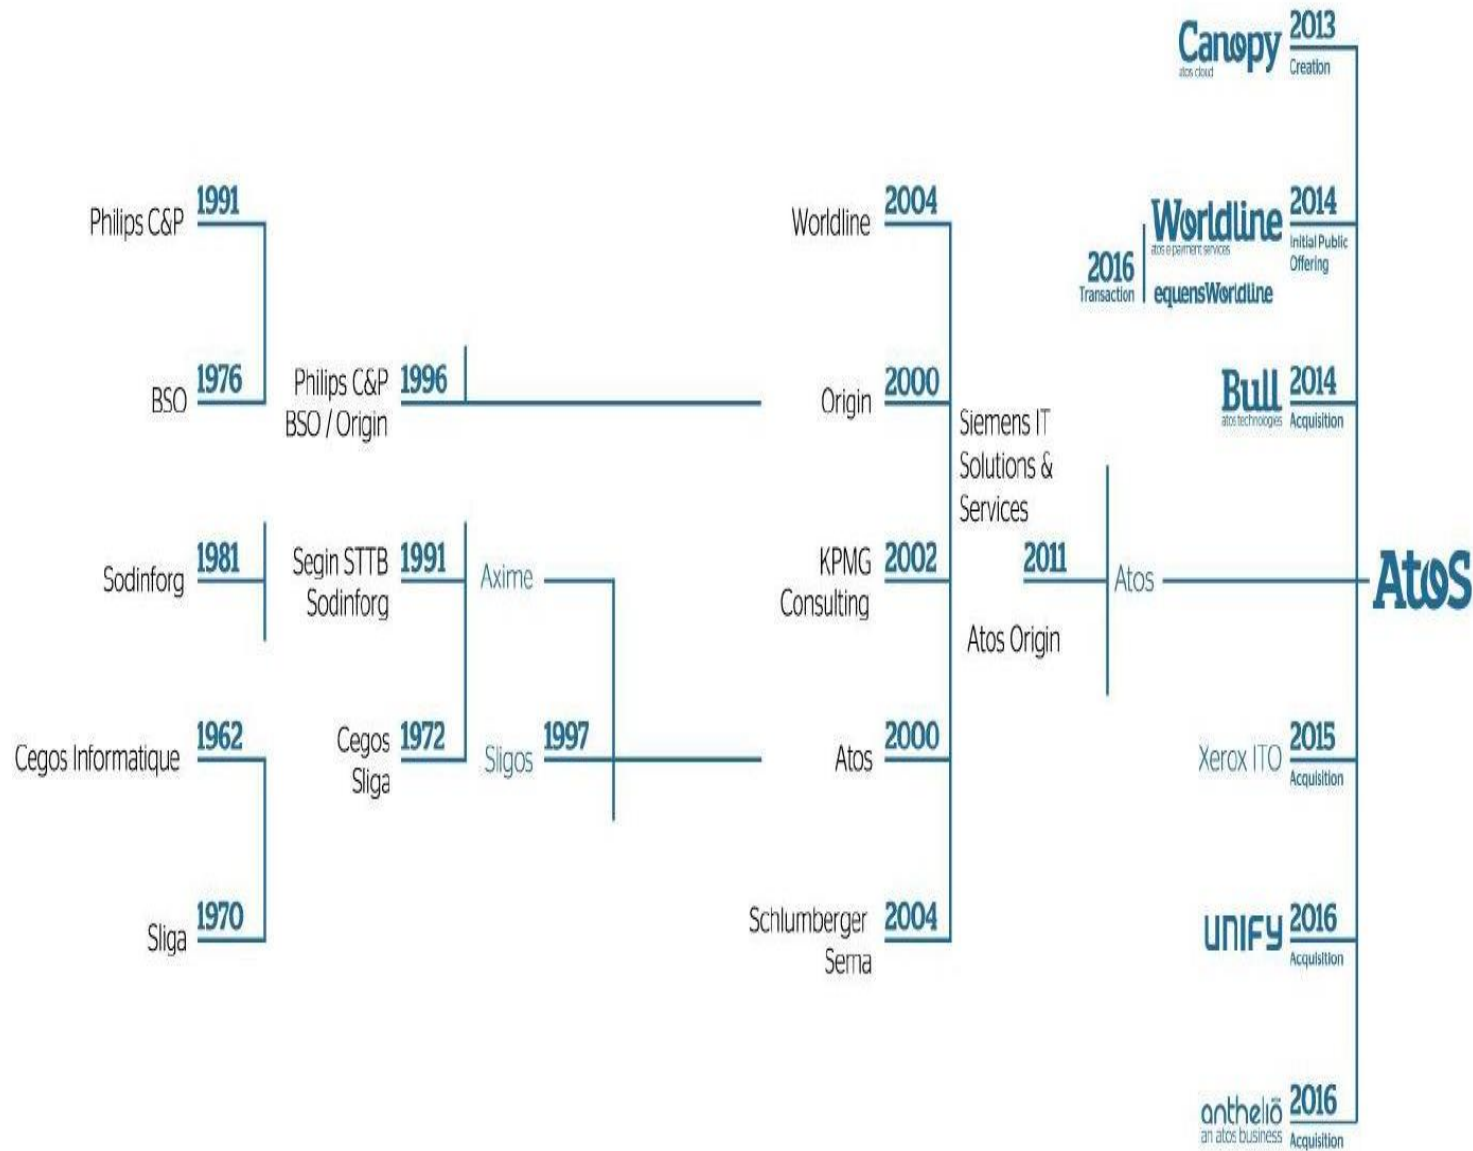 Canopy
atos cloud
2013
Creation
Philips C&P
1991
Worldline
2004
Worldline
atos e-payment services
2014
Initial Public
Offering
2016
Transaction
equensWorldline
BSO
1976
Philips C&P
BSO / Origin
1996
Origin
2000
Siemens IT
Solutions &
Services
Bull
atos technologies
2014
Acquisition
Sodinforg
1981
Segin STTB
Sodinforg
1991
Axime
KPMG
Consulting
2002
2011
Atos
Atos
Atos Origin
Cegos Informatique
1962
Cegos
Sliga
1972
Sligos
1997
Atos
2000
Xerox ITO
2015
Acquisition
Sliga
1970
Schlumberger
Sema
2004
UNIFY
2016
Acquisition
anthelio
an atos business
2016
Acquisition